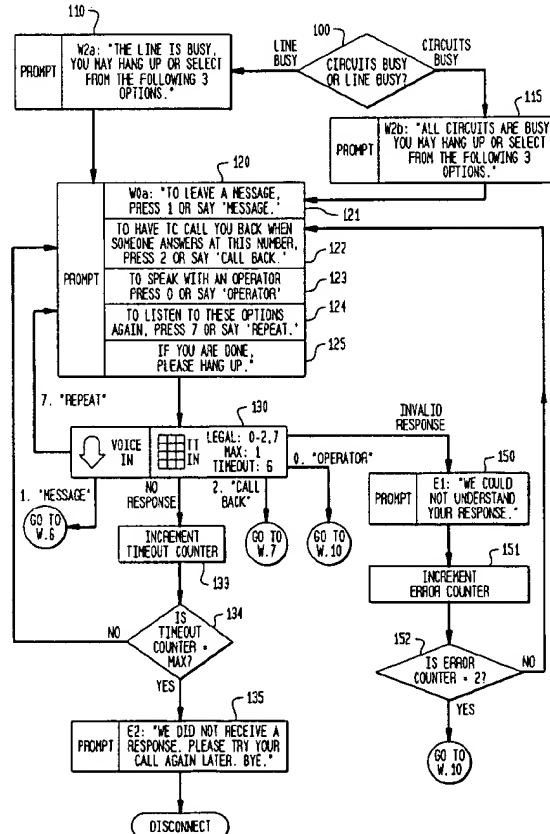 110
W2a: "THE LINE IS BUSY,
YOU MAY HANG UP OR SELECT
FROM THE FOLLOWING 3
OPTIONS."
PROMPT
LINE
BUSY
100
CIRCUITS BUSY
OR LINE BUSY?
CIRCUITS
BUSY
115
W2b: "ALL CIRCUITS ARE BUSY
YOU MAY HANG UP OR SELECT
FROM THE FOLLOWING 3
OPTIONS."
PROMPT
120
PROMPT
W0a: "TO LEAVE A MESSAGE,
PRESS 1 OR SAY 'MESSAGE.'
121
TO HAVE TC CALL YOU BACK WHEN
SOMEONE ANSWERS AT THIS NUMBER,
PRESS 2 OR SAY 'CALL BACK.'
122
TO SPEAK WITH AN OPERATOR
PRESS 0 OR SAY 'OPERATOR'
123
TO LISTEN TO THESE OPTIONS
AGAIN, PRESS 7 OR SAY 'REPEAT.'
124
IF YOU ARE DONE,
PLEASE HANG UP."
125
7. "REPEAT"
130
VOICE
IN
TT
IN
LEGAL: 0-2,7
MAX: 1
TIMEOUT: 6
INVALID
RESPONSE
1. "MESSAGE"
GO TO
W.6
NO
RESPONSE
2. "CALL
BACK"
GO TO
W.7
0. "OPERATOR"
GO TO
W.10
150
PROMPT
E1: "WE COULD
NOT UNDERSTAND
YOUR RESPONSE."
INCREMENT
TIMEOUT COUNTER
133
151
INCREMENT
ERROR COUNTER
134
IS
TIMEOUT
COUNTER =
MAX?
NO
YES
152
IS ERROR
COUNTER = 2?
NO
YES
GO TO
W.10
135
PROMPT
E2: "WE DID NOT RECEIVE A
RESPONSE. PLEASE TRY YOUR
CALL AGAIN LATER. BYE."
DISCONNECT